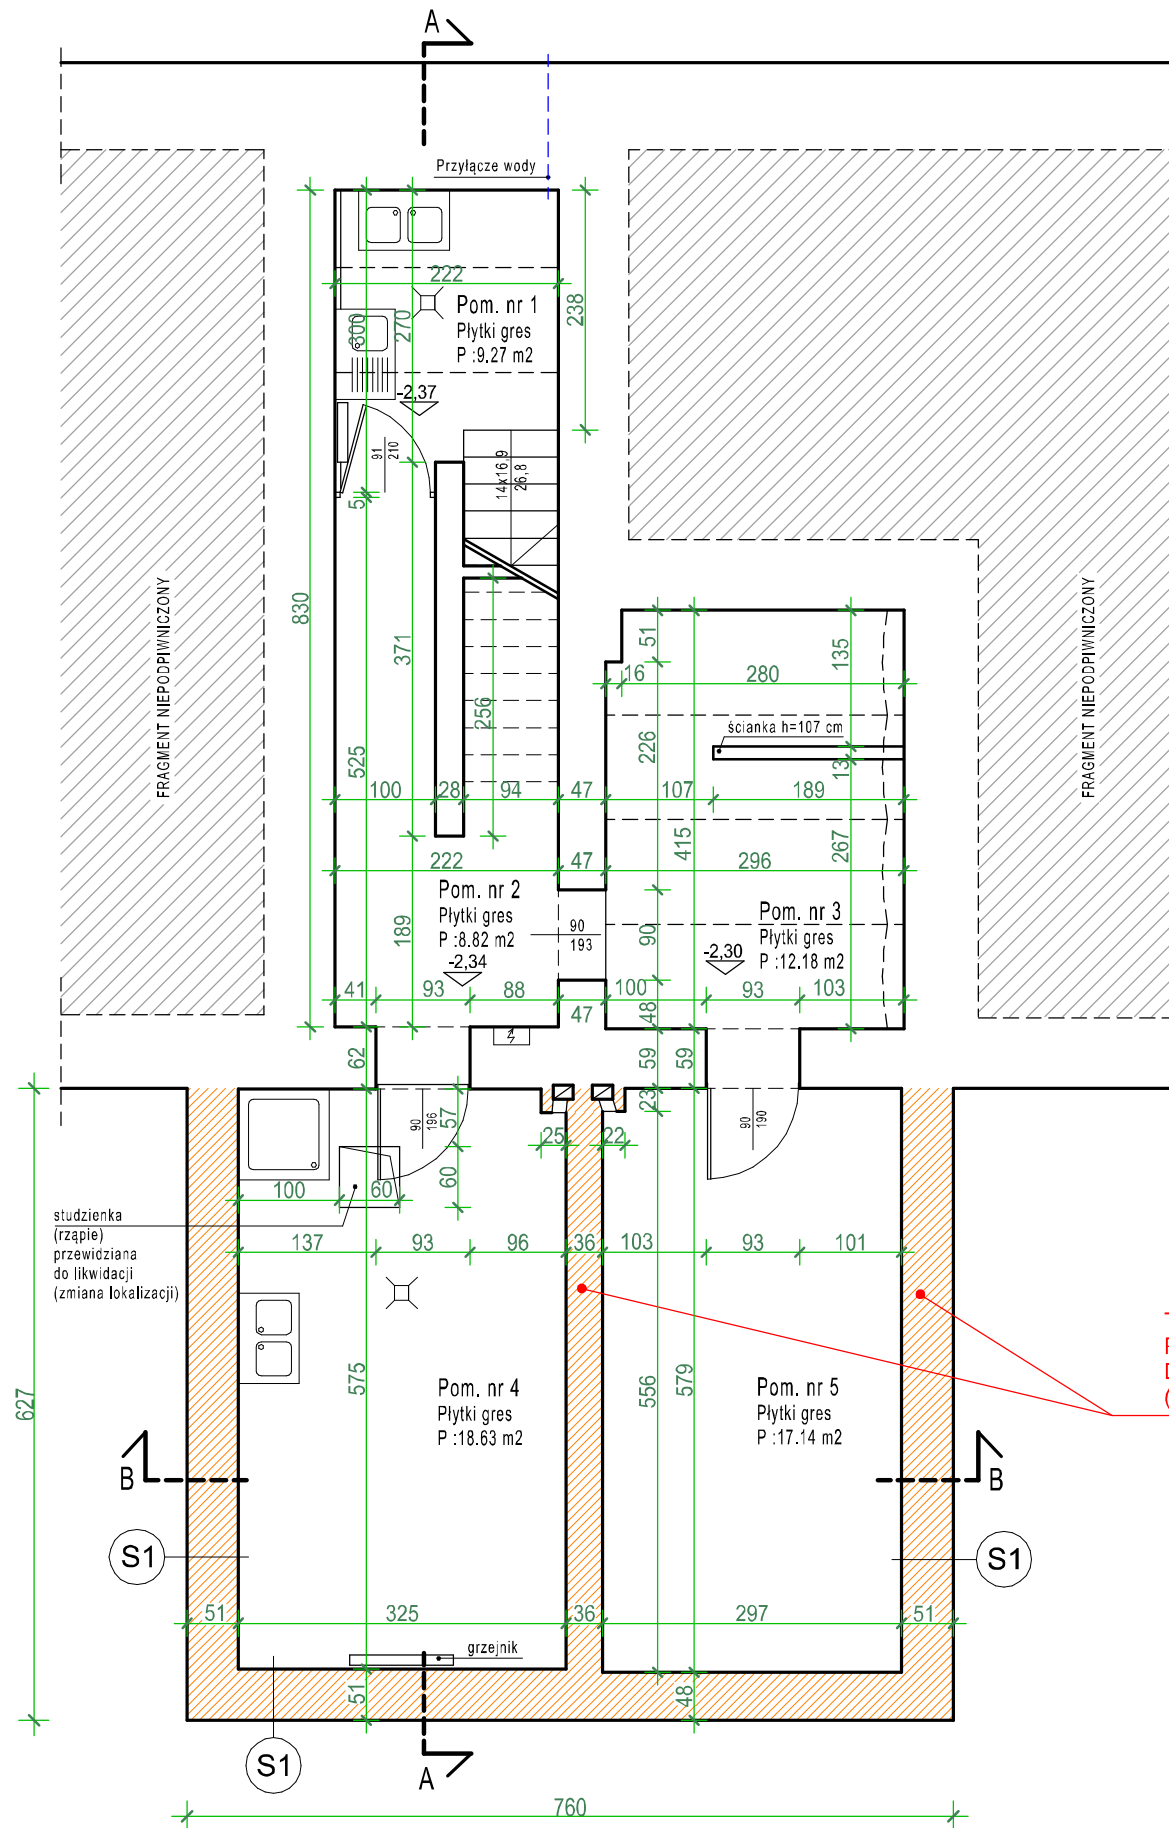 A
Przyłącze wody
222
Pom. nr 1
Płytki gres
P :9.27 m2
300
270
238
-2,37
91
210
14x16,9
26,8
5
830
371
256
525
FRAGMENT NIEPODPIWNICZONY
FRAGMENT NIEPODPIWNICZONY
51
135
16
280
ścianka h=107 cm
226
13
100
28
94
47
107
189
415
267
222
47
296
Pom. nr 2
Płytki gres
P :8.82 m2
-2,34
189
90
193
90
Pom. nr 3
Płytki gres
P :12.18 m2
-2,30
41
93
88
47
100
93
103
48
62
59
59
23
90
196
57
25
22
90
190
60
100
60
studzienka
(rząpie)
przewidziana
do likwidacji
(zmiana lokalizacji)
137
93
96
36
103
93
101
627
575
556
579
Pom. nr 4
Płytki gres
P :18.63 m2
Pom. nr 5
Płytki gres
P :17.14 m2
B
B
S1
S1
51
325
36
297
51
grzejnik
51
48
S1
A
760